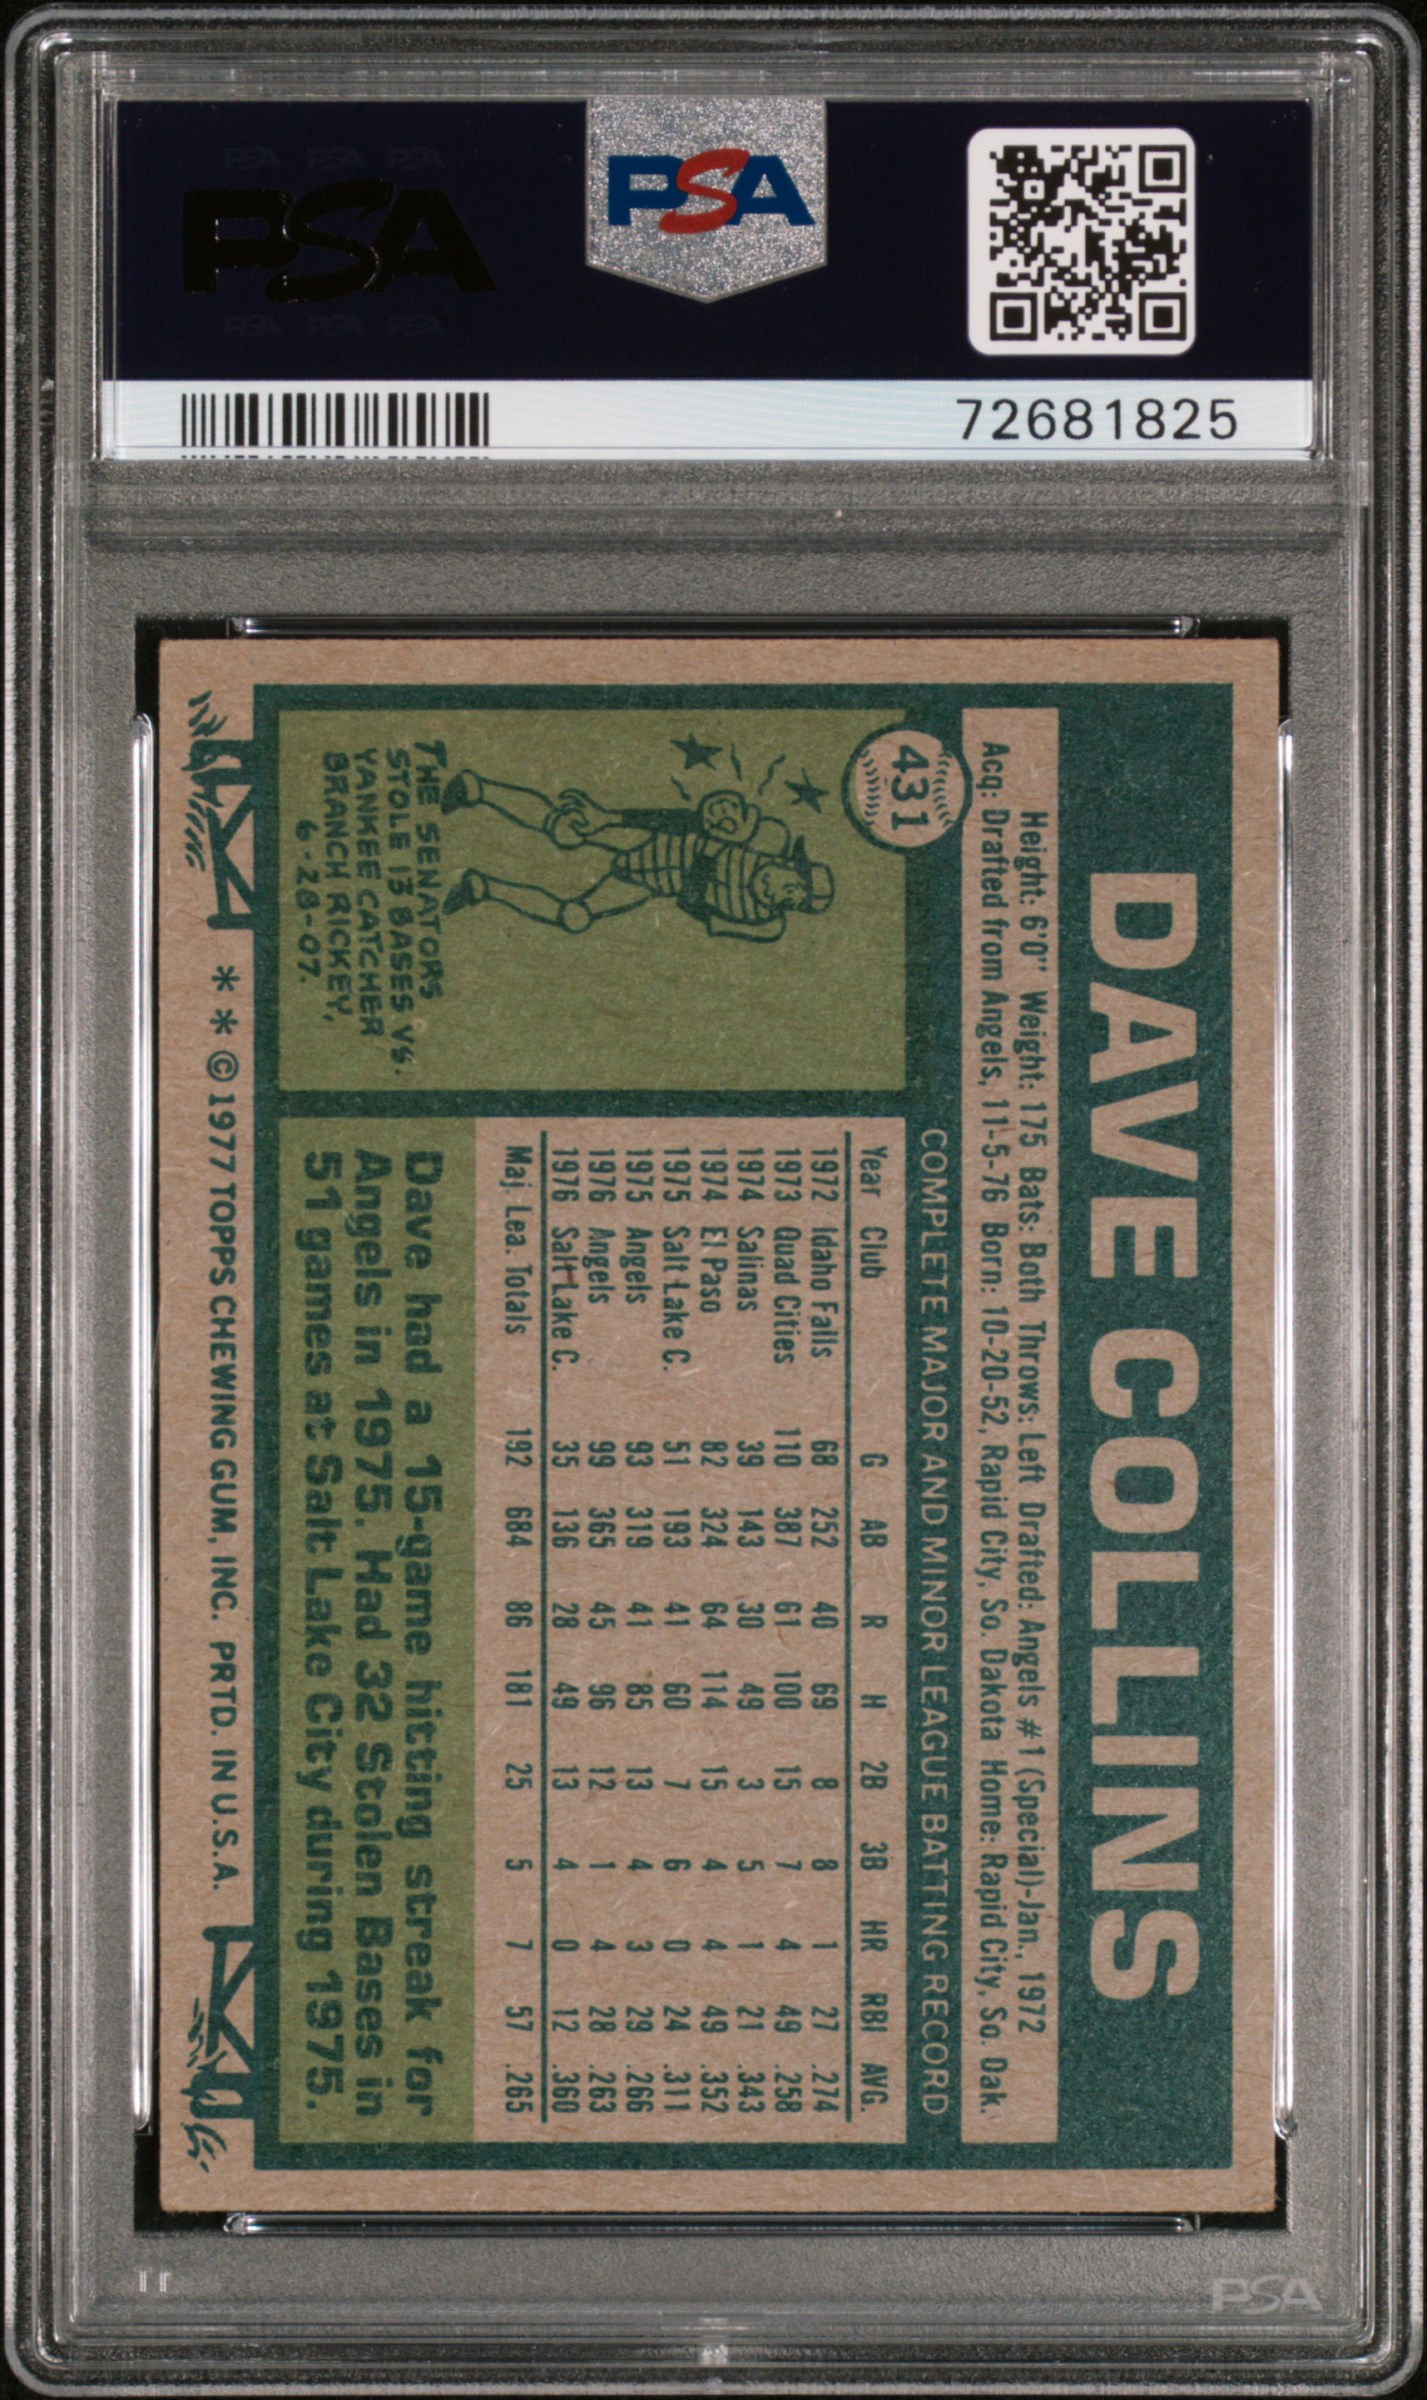 PSA PSA PSA
PSA
PSA PSA PSA
PSA
72681825
DAVE COLLINS
Height: 6'0" Weight: 175 Bats: Both Throws: Left Drafted: Angels #1 (Special)-Jan., 1972
Acq: Drafted from Angels, 11-5-76 Born: 10-20-52, Rapid City, So. Dakota Home: Rapid City, So. Dak.
431
COMPLETE MAJOR AND MINOR LEAGUE BATTING RECORD
Year Club G AB R H 2B 3B HR RBI AVG.
1972 Idaho Falls 68 252 40 69 8 8 1 27 .274
1973 Quad Cities 110 387 61 100 15 7 4 49 .258
1974 Salinas 39 143 30 49 3 5 1 21 .343
1974 El Paso 82 324 64 114 15 4 4 49 .352
1975 Salt Lake C. 51 193 41 60 7 6 0 24 .311
1975 Angels 93 319 41 85 13 4 3 29 .266
1976 Angels 99 365 45 96 12 1 4 28 .263
1976 Salt Lake C. 35 136 28 49 13 4 0 12 .360
Maj. Lea. Totals 192 684 86 181 25 5 7 57 .265
THE SENATORS
STOLE 13 BASES VS.
YANKEE CATCHER
BRANCH RICKEY,
6-28-07.
Dave had a 15-game hitting streak for
Angels in 1975. Had 32 Stolen Bases in
51 games at Salt Lake City during 1975.
** © 1977 TOPPS CHEWING GUM, INC. PRTD. IN U.S.A.
PSA